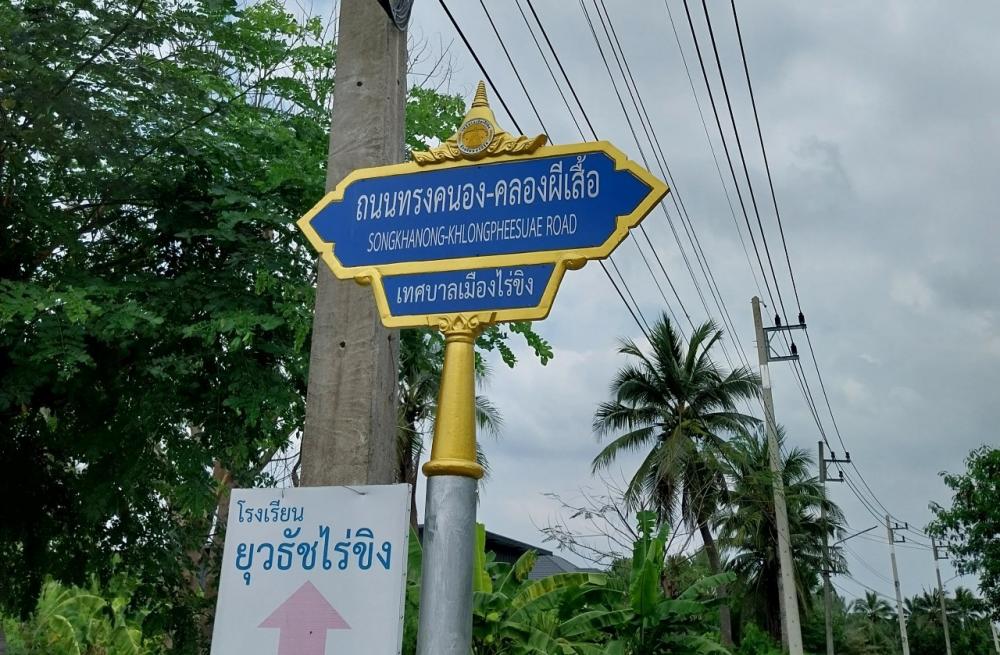 ถนนทรงคนอง-คลองผีเสื้อ
SONGKHANONG-KHLONGPHEESUAE ROAD
เทศบาลเมืองไร่ขิง
โรงเรียน
ยุวธัชไร่ขิง